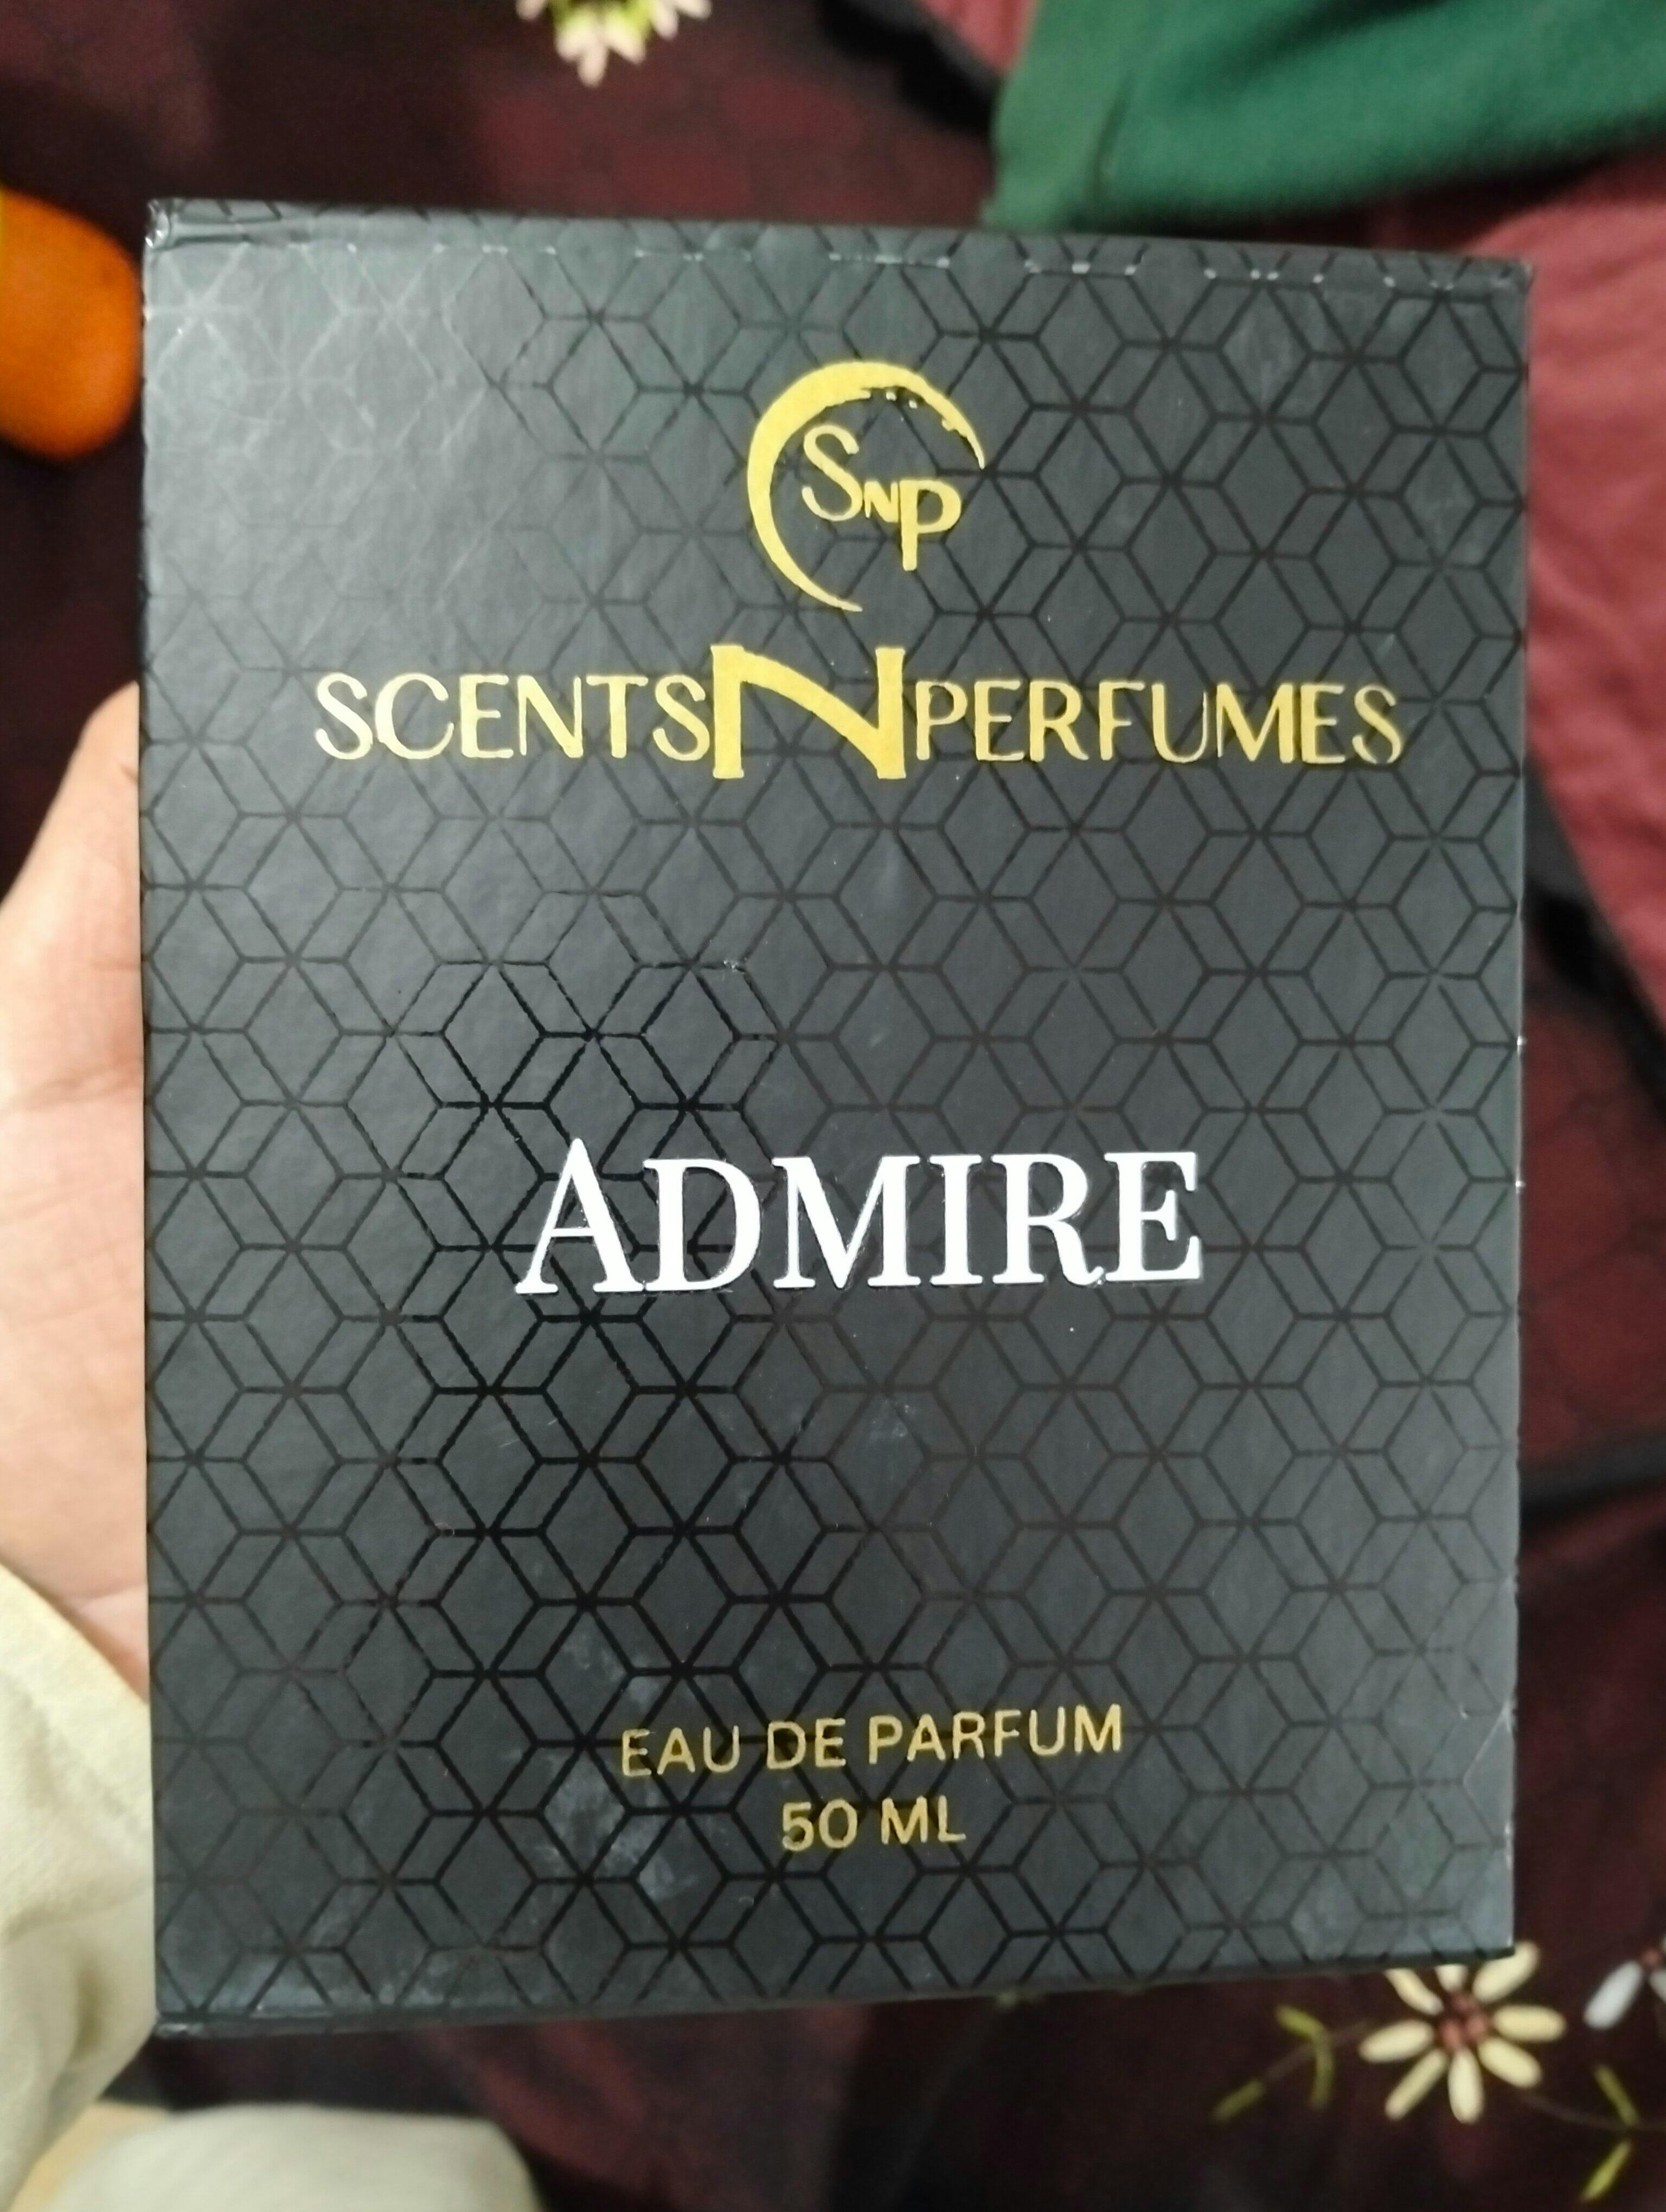 SNP
SCENTSNPERFUMES
ADMIRE
EAU DE PARFUM
50 ML